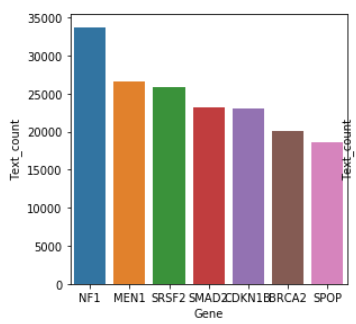 35000
30000
25000
20000
15000
10000
5000
0
Text_count
Text_count
NF1 MEN1 SRSF2 SMAD2 CDKN1B BRCA2 SPOP
Gene